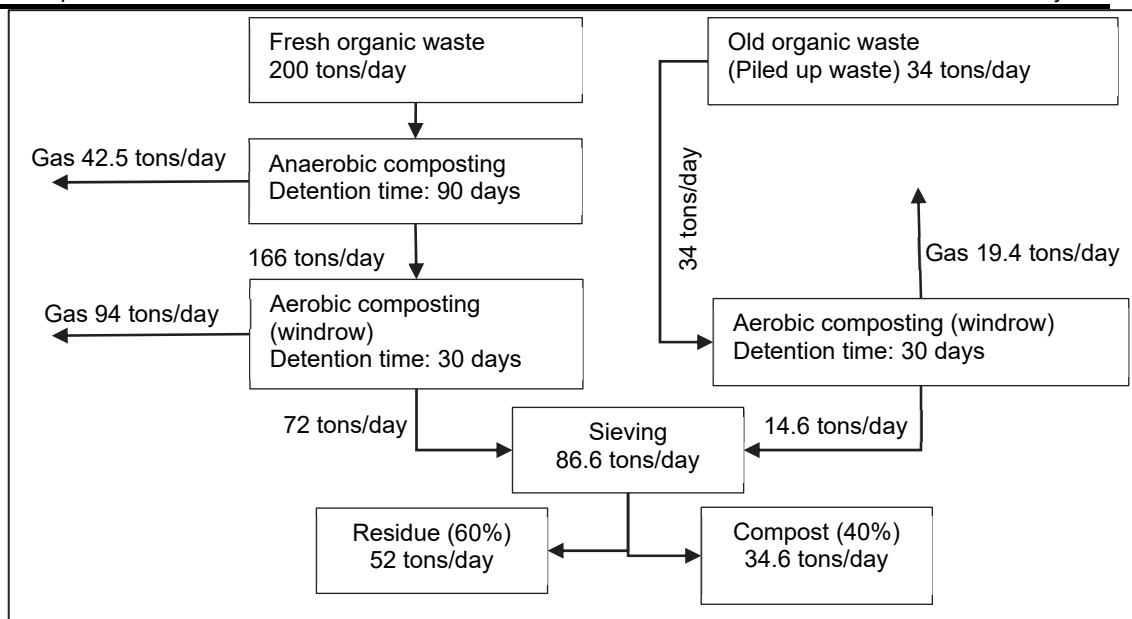 Fresh organic waste
200 tons/day
Old organic waste
(Piled up waste) 34 tons/day
Gas 42.5 tons/day
Anaerobic composting
Detention time: 90 days
34 tons/day
166 tons/day
Gas 19.4 tons/day
Gas 94 tons/day
Aerobic composting
(windrow)
Detention time: 30 days
Aerobic composting (windrow)
Detention time: 30 days
72 tons/day
Sieving
86.6 tons/day
14.6 tons/day
Residue (60%)
52 tons/day
Compost (40%)
34.6 tons/day